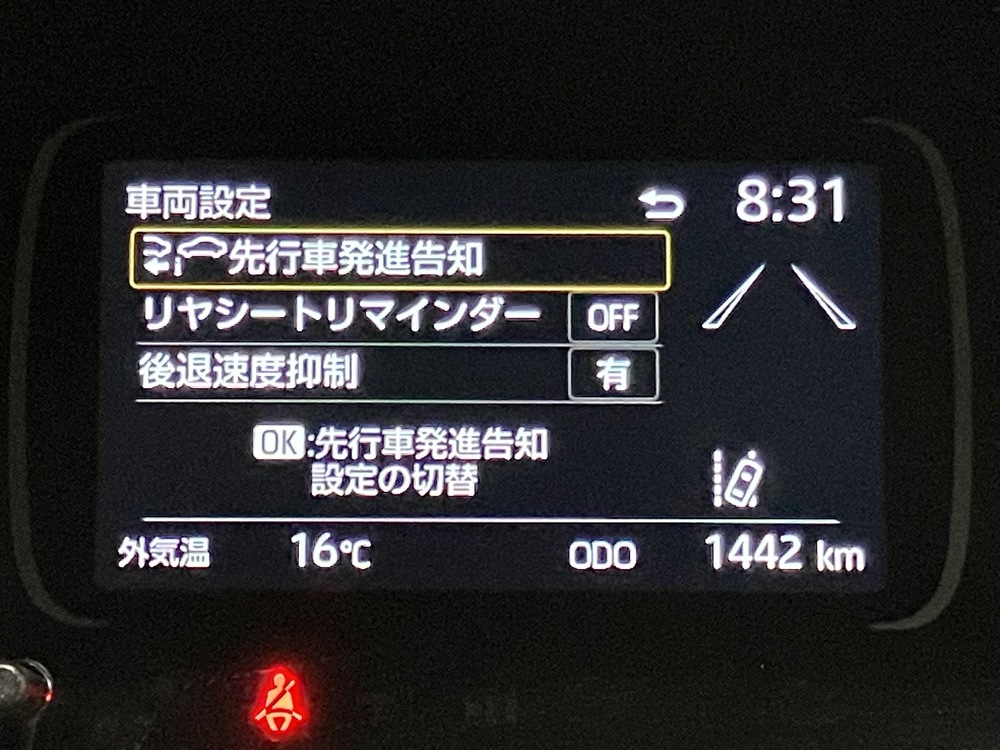 車両設定 8:31
先行車発進告知
リヤシートリマインダー OFF
後退速度抑制 有
OK:先行車発進告知
設定の切替
外気温 16℃ ODO 1442 km